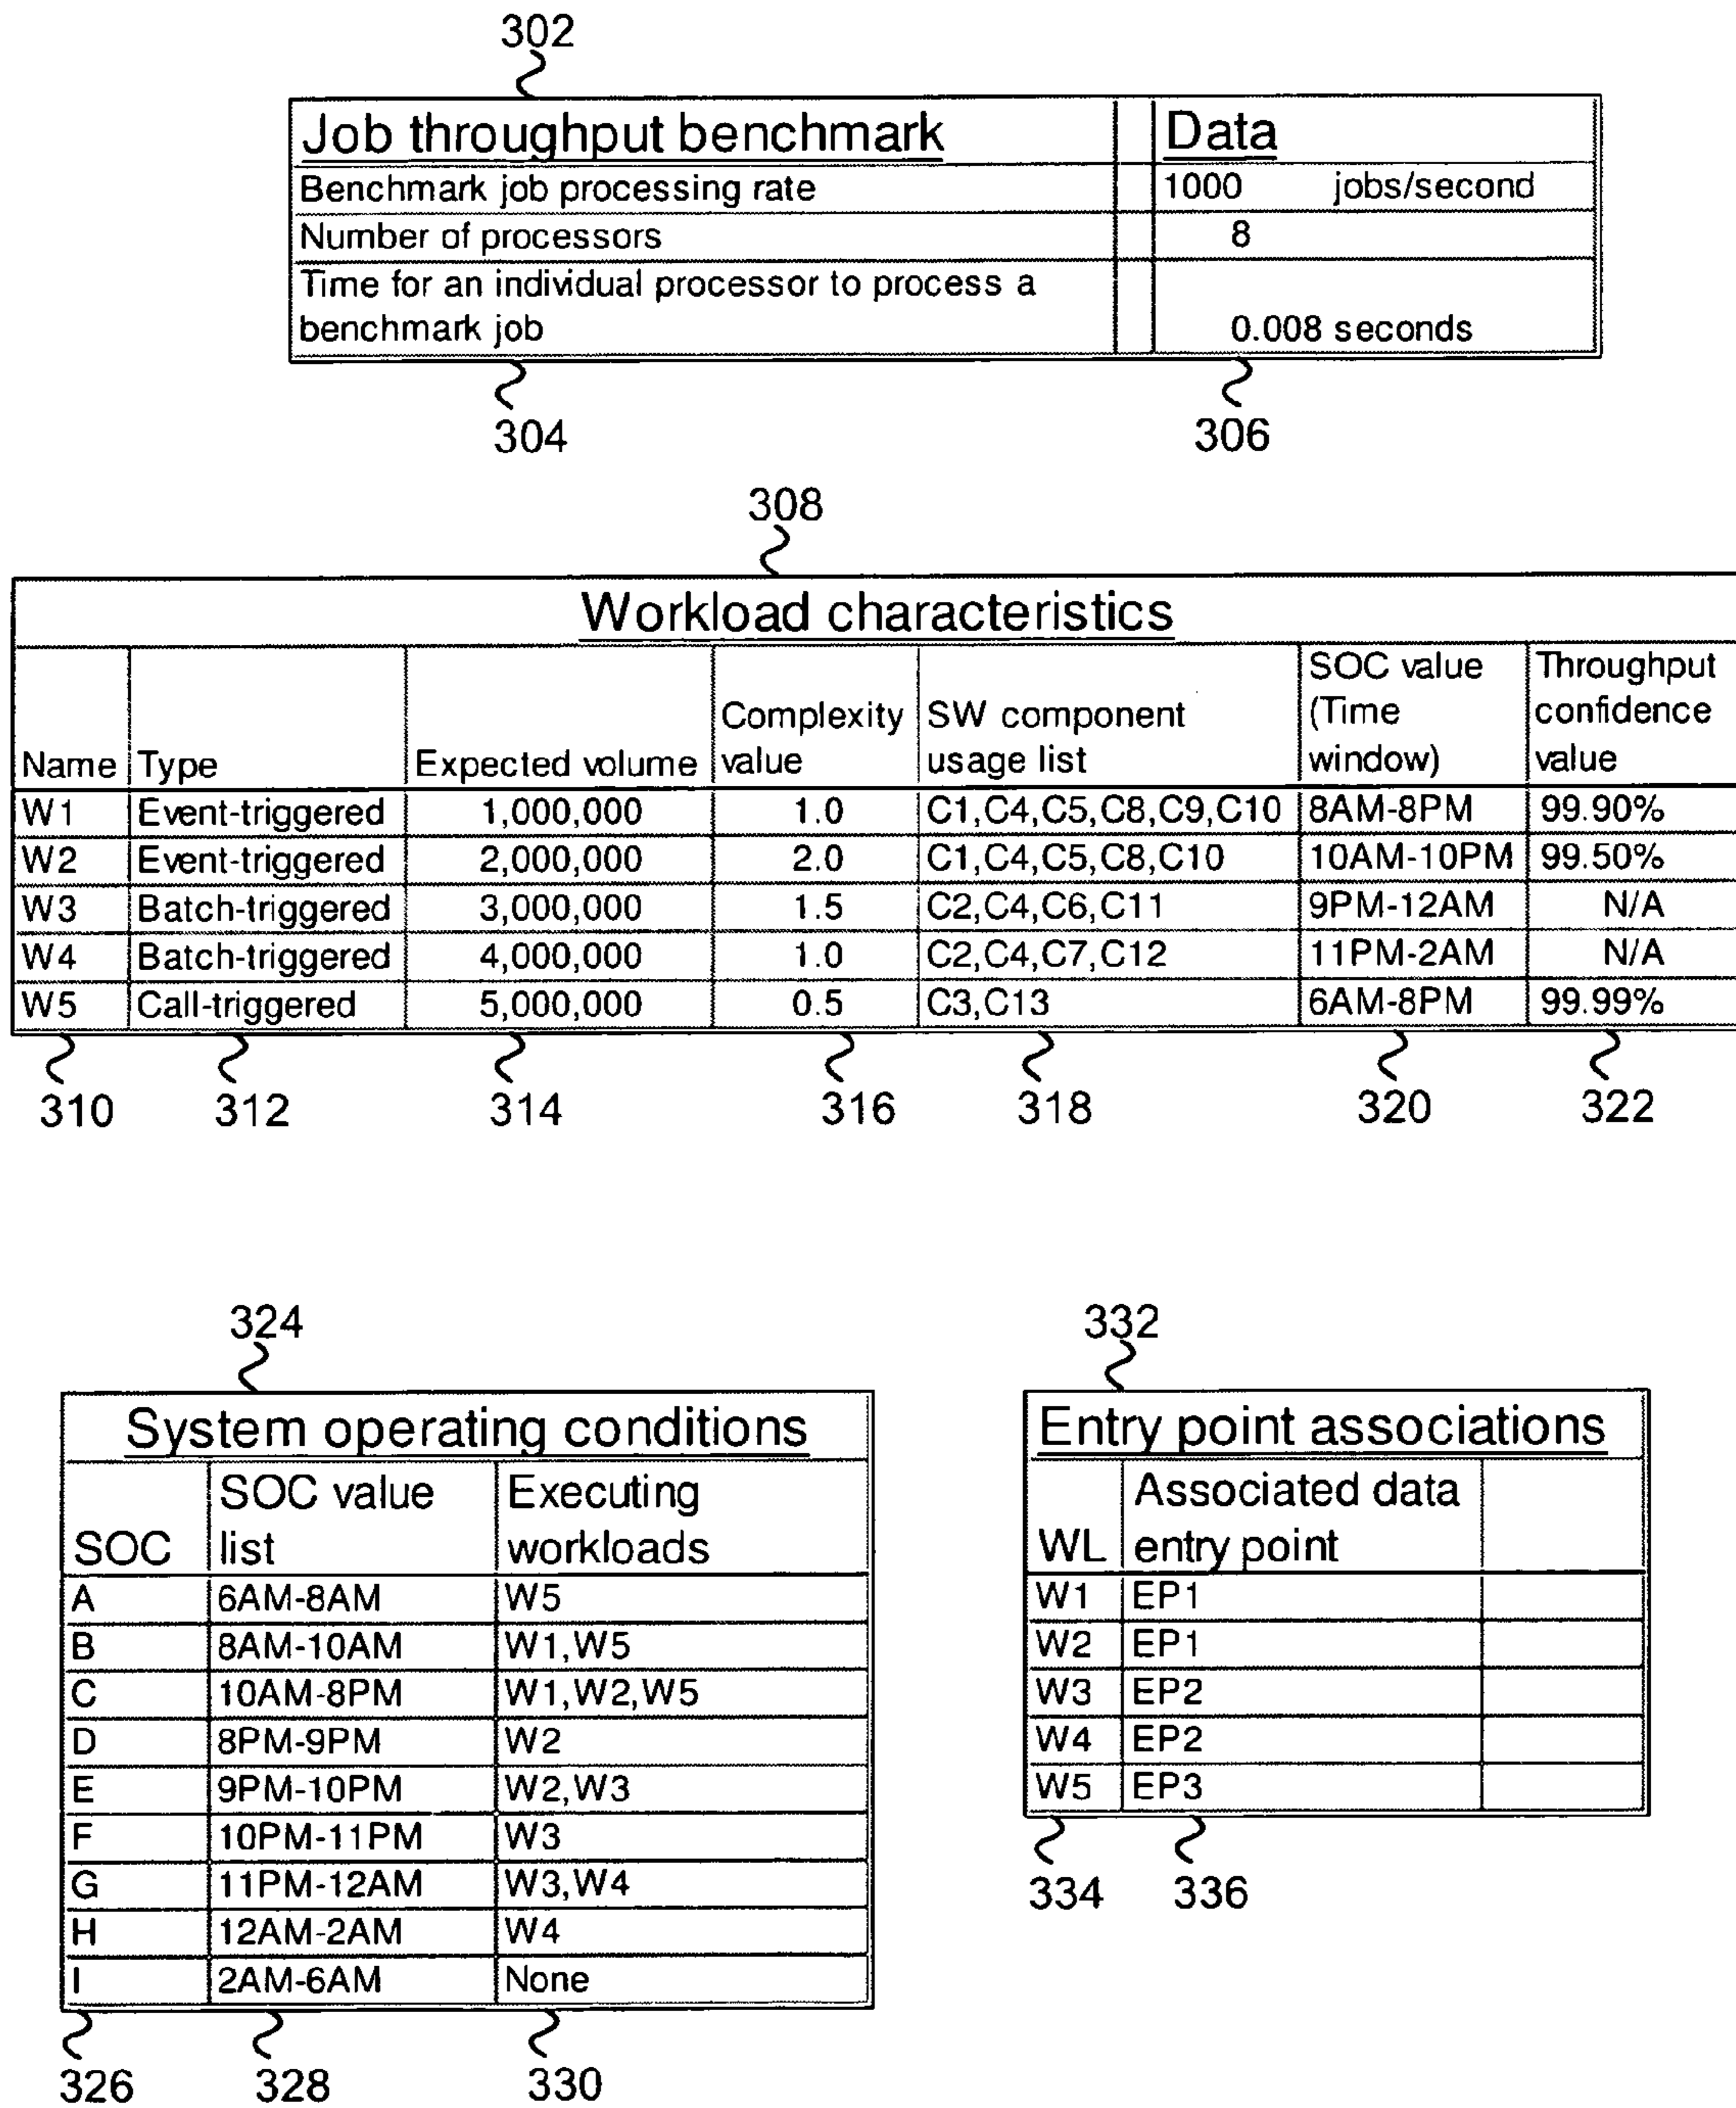 302
Job throughput benchmark Data
Benchmark job processing rate 1000 jobs/second
Number of processors 8
Time for an individual processor to process a
benchmark job 0.008 seconds
304 306
308
Workload characteristics
SOC value Throughput
Complexity SW component (Time confidence
Name Type Expected volume value usage list window) value
W1 Event-triggered 1,000,000 1.0 C1,C4,C5,C8,C9,C10 8AM-8PM 99.90%
W2 Event-triggered 2,000,000 2.0 C1,C4,C5,C8,C10 10AM-10PM 99.50%
W3 Batch-triggered 3,000,000 1.5 C2,C4,C6,C11 9PM-12AM N/A
W4 Batch-triggered 4,000,000 1.0 C2,C4,C7,C12 11PM-2AM N/A
W5 Call-triggered 5,000,000 0.5 C3,C13 6AM-8PM 99.99%
310 312 314 316 318 320 322
324
System operating conditions
SOC value Executing
SOC list workloads
A 6AM-8AM W5
B 8AM-10AM W1,W5
C 10AM-8PM W1,W2,W5
D 8PM-9PM W2
E 9PM-10PM W2,W3
F 10PM-11PM W3
G 11PM-12AM W3,W4
H 12AM-2AM W4
I 2AM-6AM None
326 328 330
332
Entry point associations
Associated data
WL entry point
W1 EP1
W2 EP1
W3 EP2
W4 EP2
W5 EP3
334 336